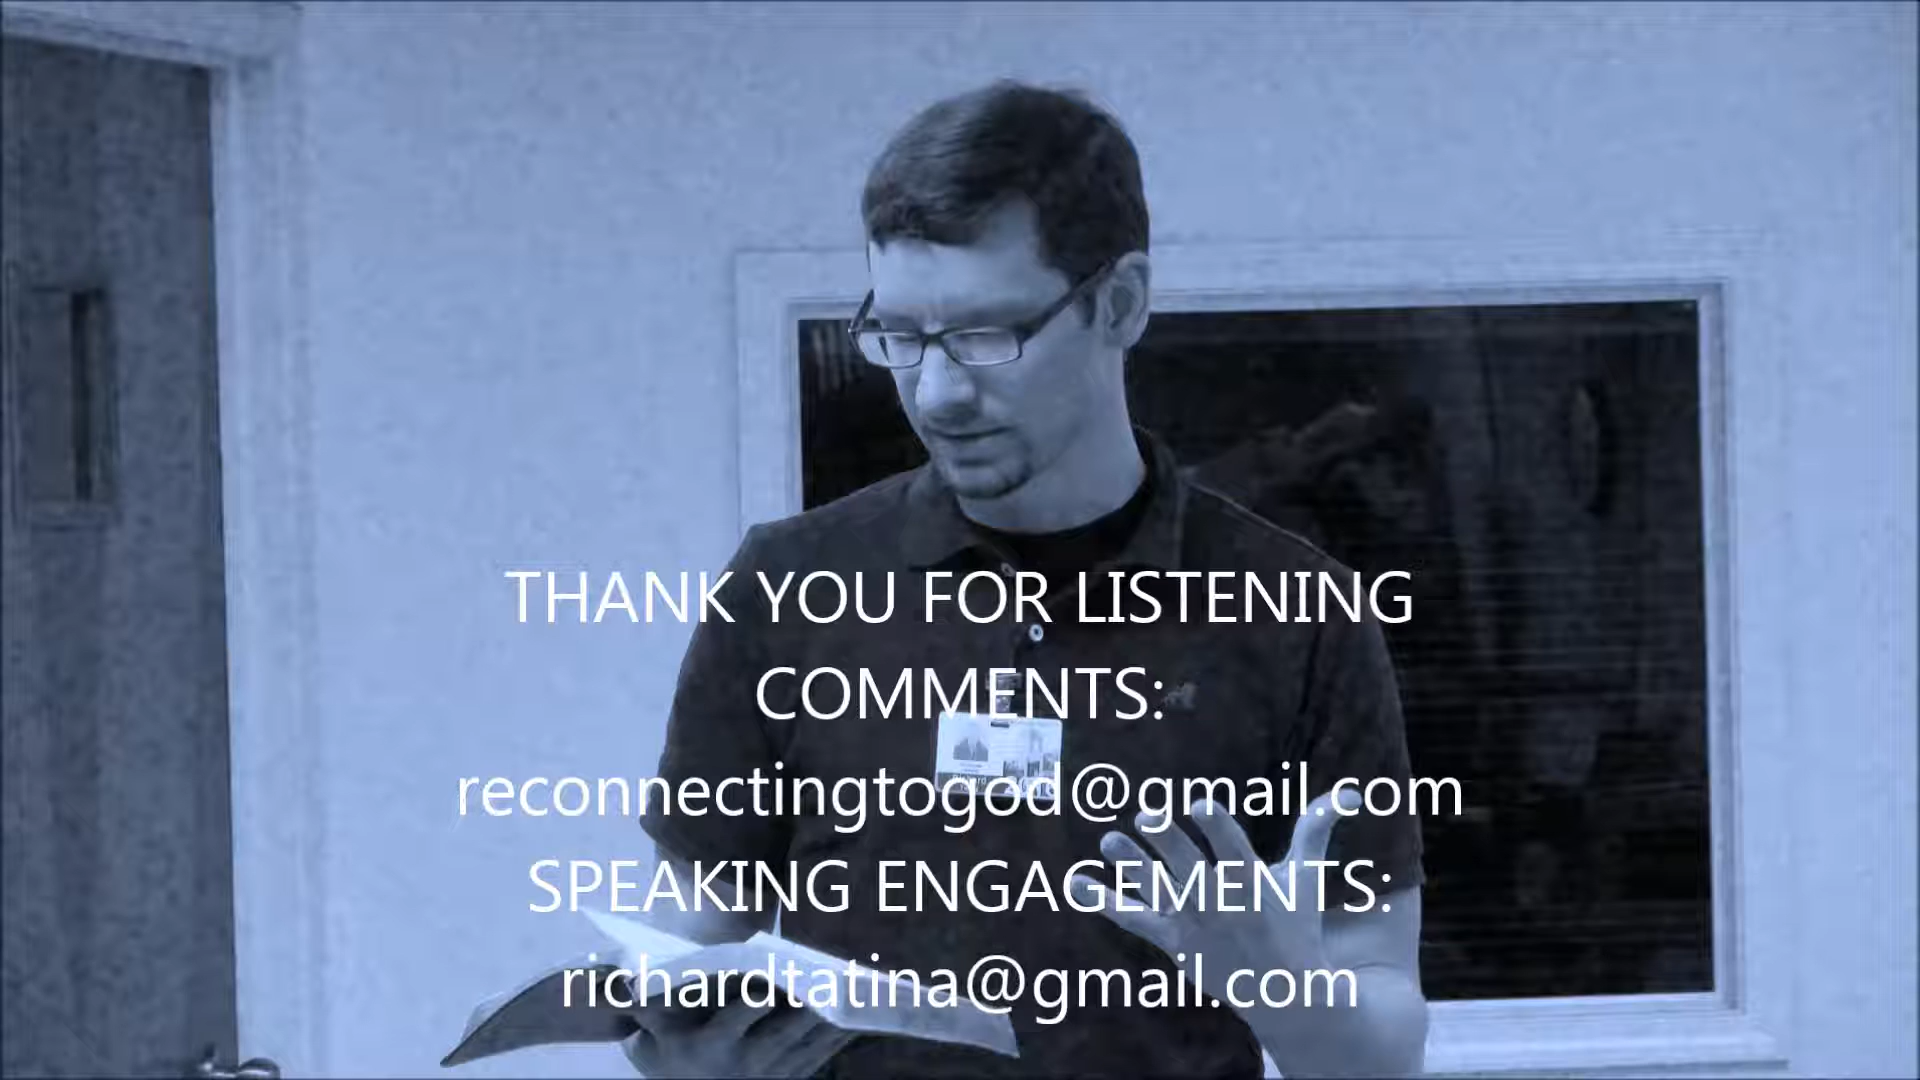 THANK YOU FOR LISTENING
COMMENTS:
reconnectingtogod@gmail.com
SPEAKING ENGAGEMENTS:
richardtatina@gmail.com